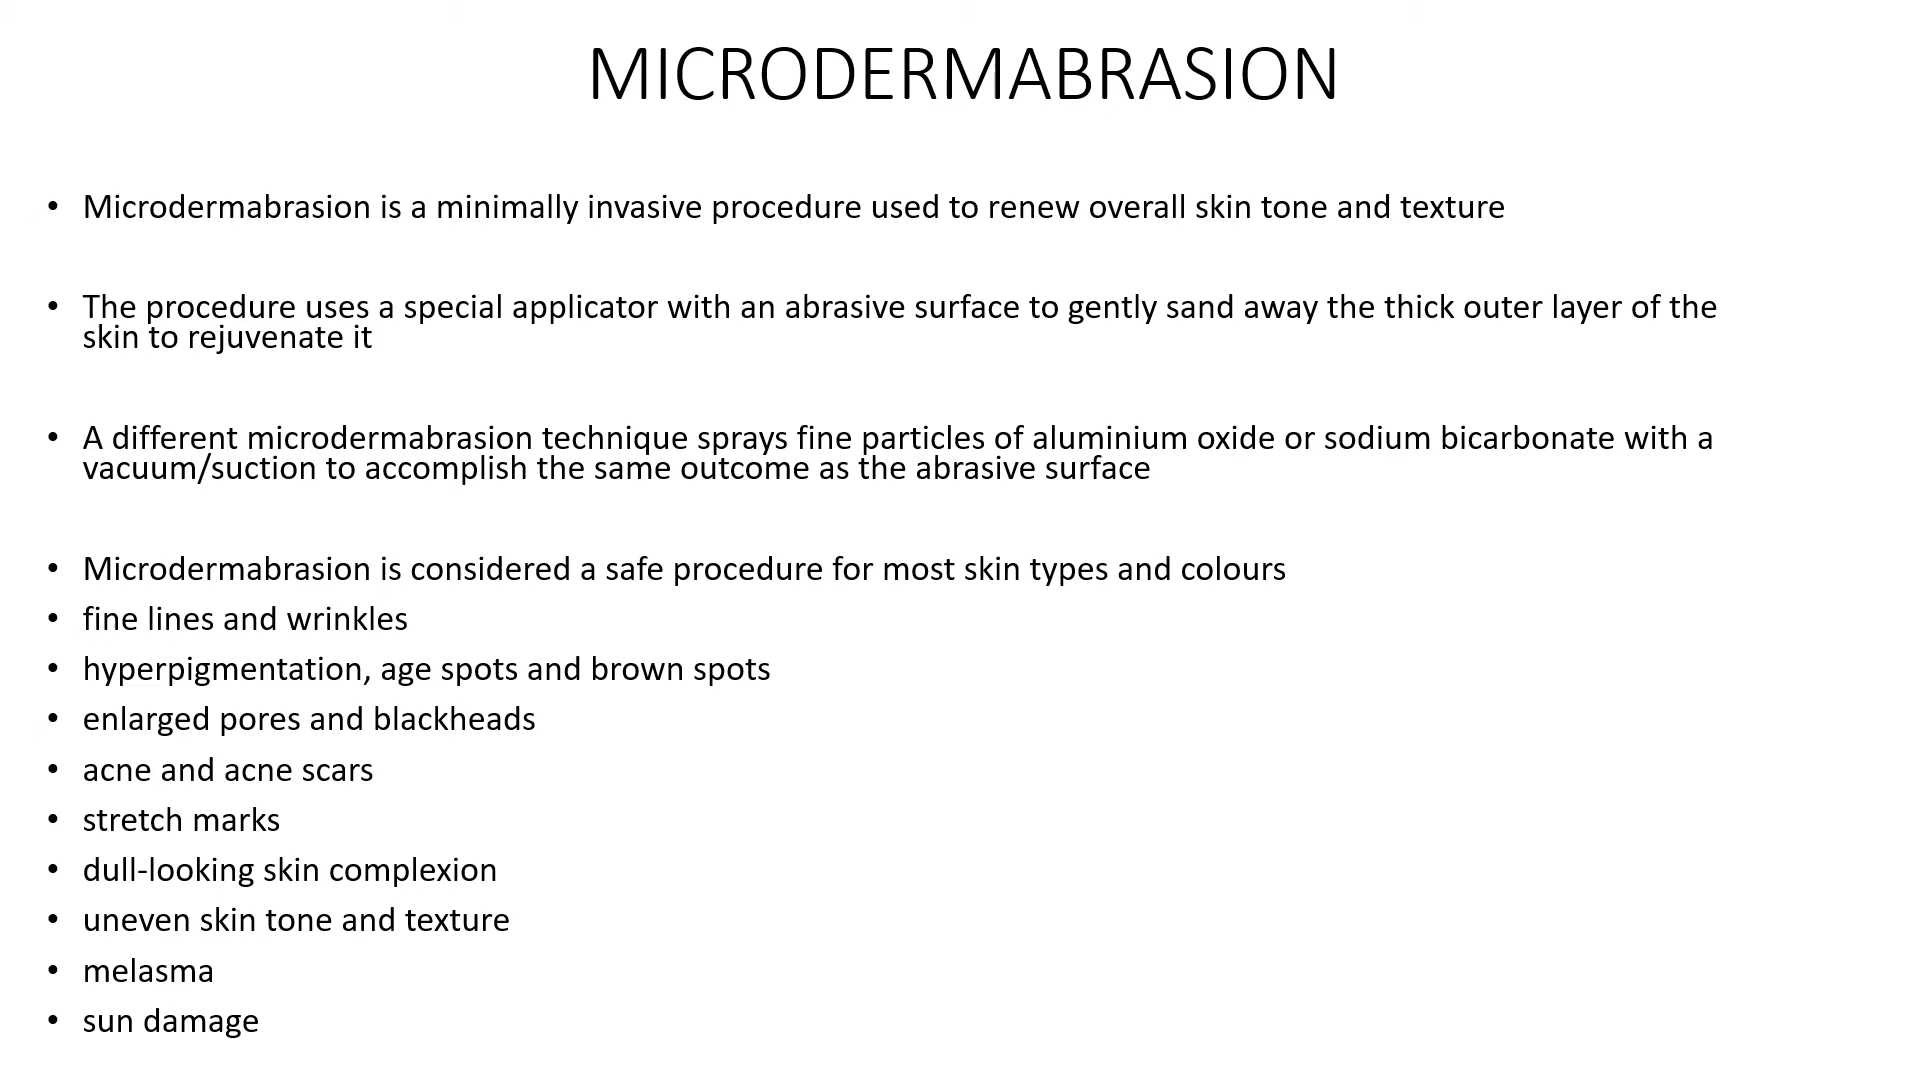 MICRODERMABRASION
• Microdermabrasion is a minimally invasive procedure used to renew overall skin tone and texture
• The procedure uses a special applicator with an abrasive surface to gently sand away the thick outer layer of the
skin to rejuvenate it
• A different microdermabrasion technique sprays fine particles of aluminium oxide or sodium bicarbonate with a
vacuum/suction to accomplish the same outcome as the abrasive surface
• Microdermabrasion is considered a safe procedure for most skin types and colours
• fine lines and wrinkles
• hyperpigmentation, age spots and brown spots
• enlarged pores and blackheads
• acne and acne scars
• stretch marks
• dull-looking skin complexion
• uneven skin tone and texture
• melasma
• sun damage